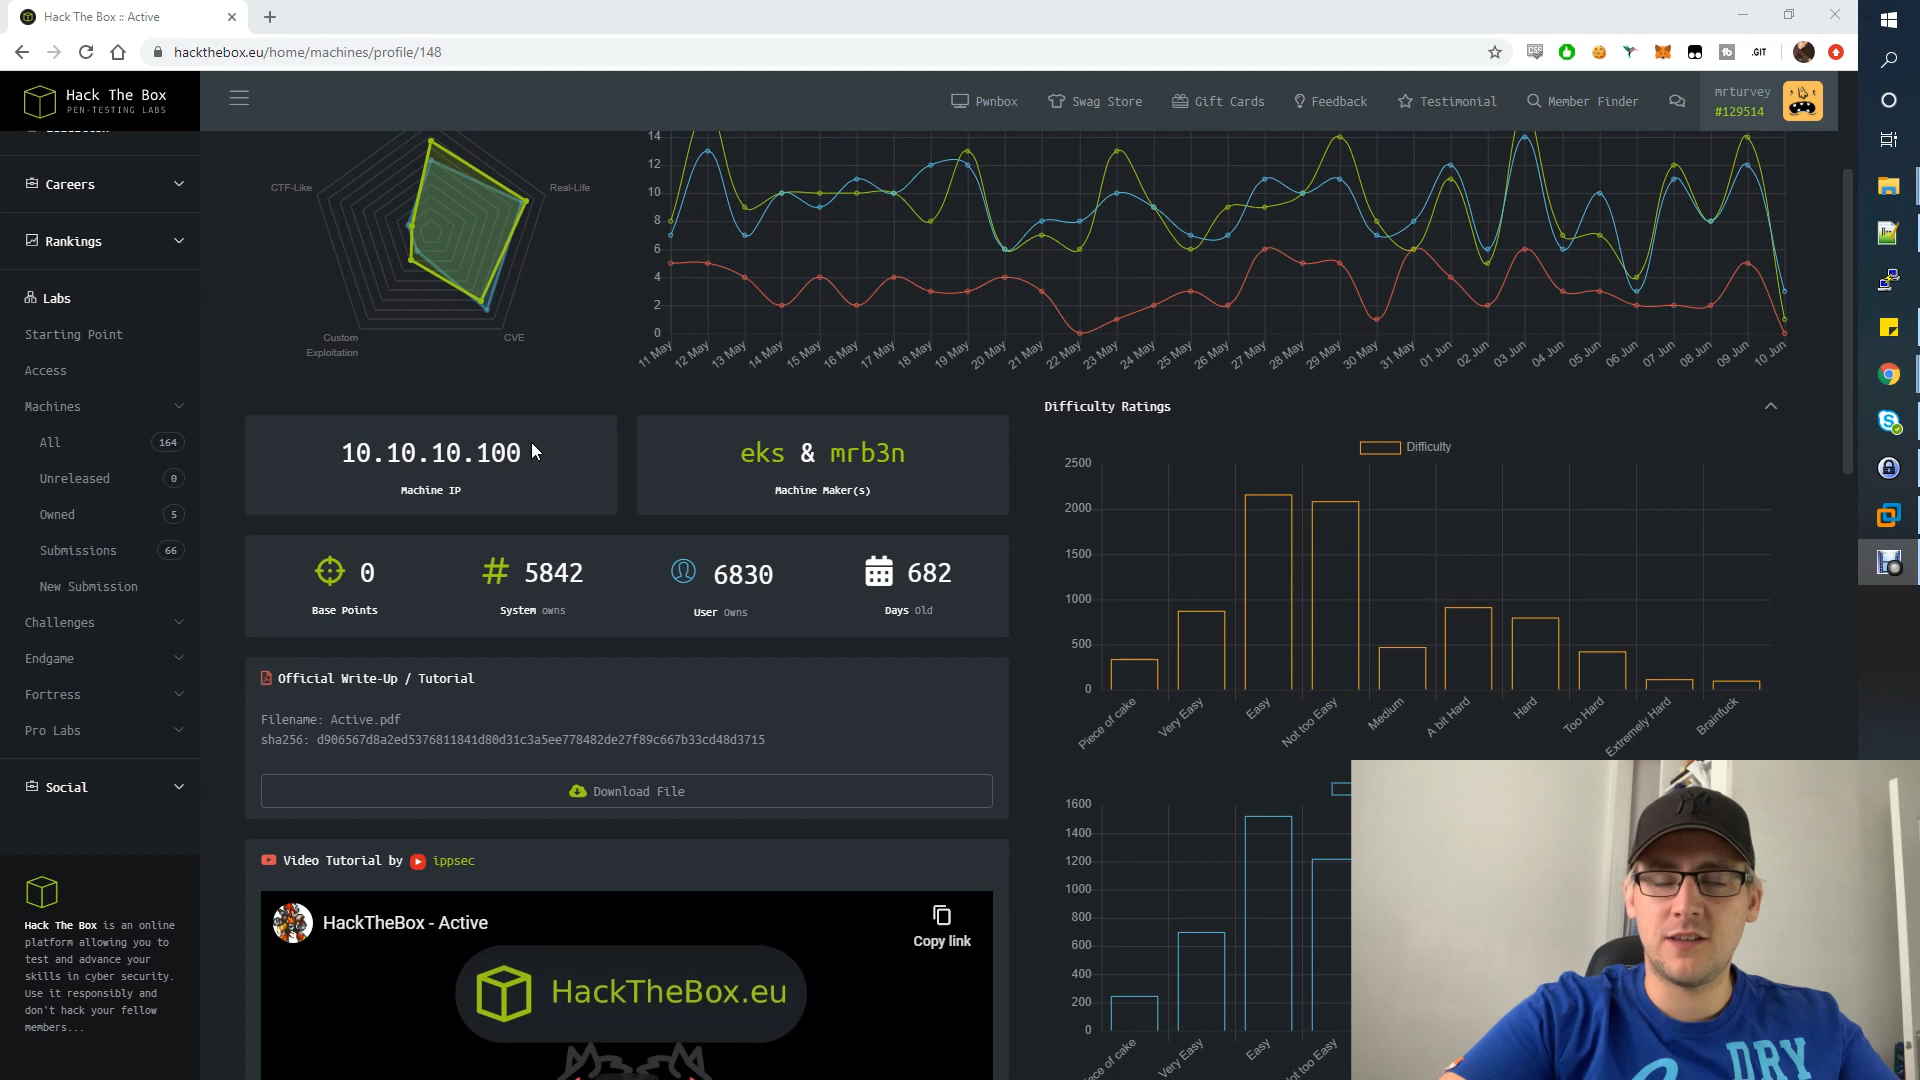 Hack The Box :: Active
hackthebox.eu/home/machines/profile/148
.GIT
Hack The Box
PEN-TESTING LABS
Pwnbox
Swag Store
Gift Cards
Feedback
Testimonial
Member Finder
mrturvey
#129514
Careers
Rankings
Labs
Starting Point
Access
Machines
All 164
Unreleased 0
Owned 5
Submissions 66
New Submission
Challenges
Endgame
Fortress
Pro Labs
Social
Hack The Box is an online
platform allowing you to
test and advance your
skills in cyber security.
Use it responsibly and
don't hack your fellow
members...
CTF-Like
Real-Life
Custom
Exploitation
CVE
14
12
10
8
6
4
2
0
11 May 12 May 13 May 14 May 15 May 16 May 17 May 18 May 19 May 20 May 21 May 22 May 23 May 24 May 25 May 26 May 27 May 28 May 29 May 30 May 31 May 01 Jun 02 Jun 03 Jun 04 Jun 05 Jun 06 Jun 07 Jun 08 Jun 09 Jun 10 Jun
10.10.10.100
Machine IP
eks & mrb3n
Machine Maker(s)
0
Base Points
5842
System owns
6830
User Owns
682
Days Old
Official Write-Up / Tutorial
Filename: Active.pdf
sha256: d906567d8a2ed5376811841d80d31c3a5ee778482de27f89c667b33cd48d3715
Download File
Video Tutorial by ippsec
HackTheBox - Active
Copy link
HackTheBox.eu
Difficulty Ratings
Difficulty
2500
2000
1500
1000
500
0
Piece of cake Very Easy Easy Not too Easy Medium A bit Hard Hard Too Hard Extremely Hard Brainfuck
1600
1400
1200
1000
800
600
400
200
0
Very Easy Easy
DRY